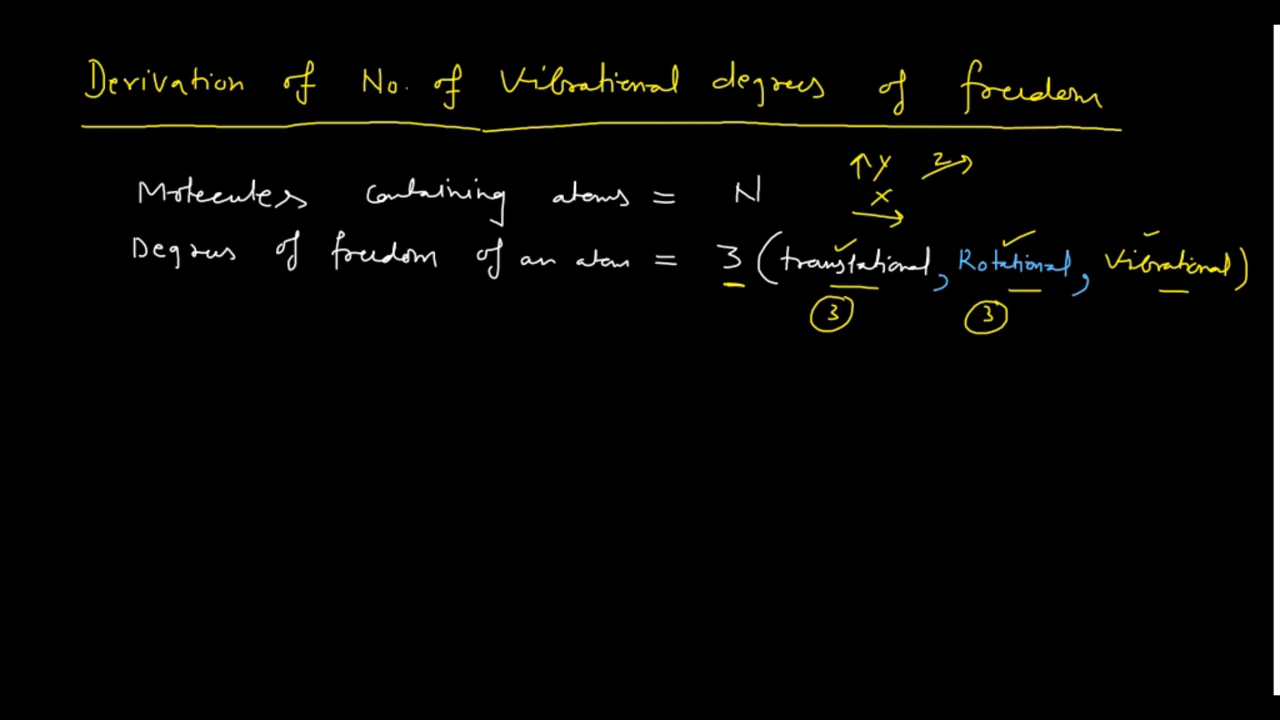 Derivation of No. of Vibrational degrees of freedom
↑Y Z→
Molecules containing atoms = N X
→
Degrees of freedom of an atom = 3 (translational, Rotational, Vibrational)
3 3